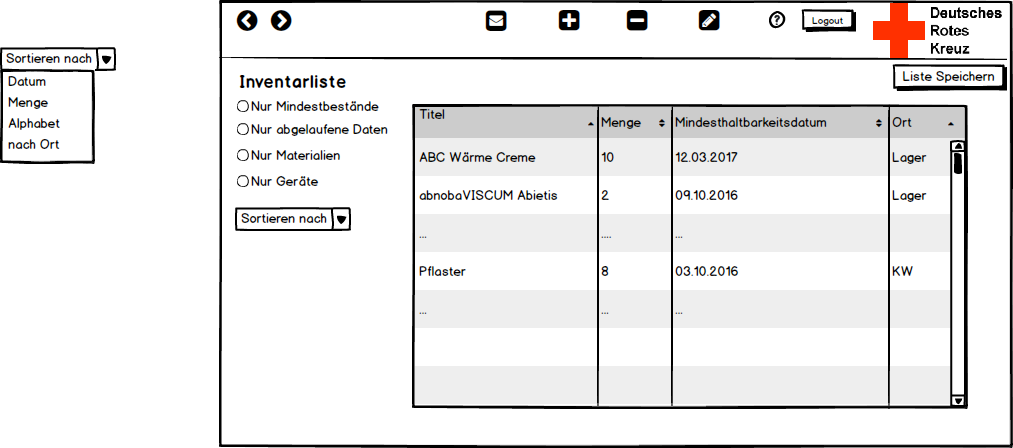 Sortieren nach
Datum
Menge
Alphabet
nach Ort
?
Logout
Deutsches
Rotes
Kreuz
Liste Speichern
Inventarliste
Nur Mindestbestände
Nur abgelaufene Daten
Nur Materialien
Nur Geräte
Sortieren nach
Titel Menge Mindesthaltbarkeitsdatum Ort
ABC Wärme Creme 10 12.03.2017 Lager
abnobaVISCUM Abietis 2 09.10.2016 Lager
... .... ...
Pflaster 8 03.10.2016 KW
... ... ...